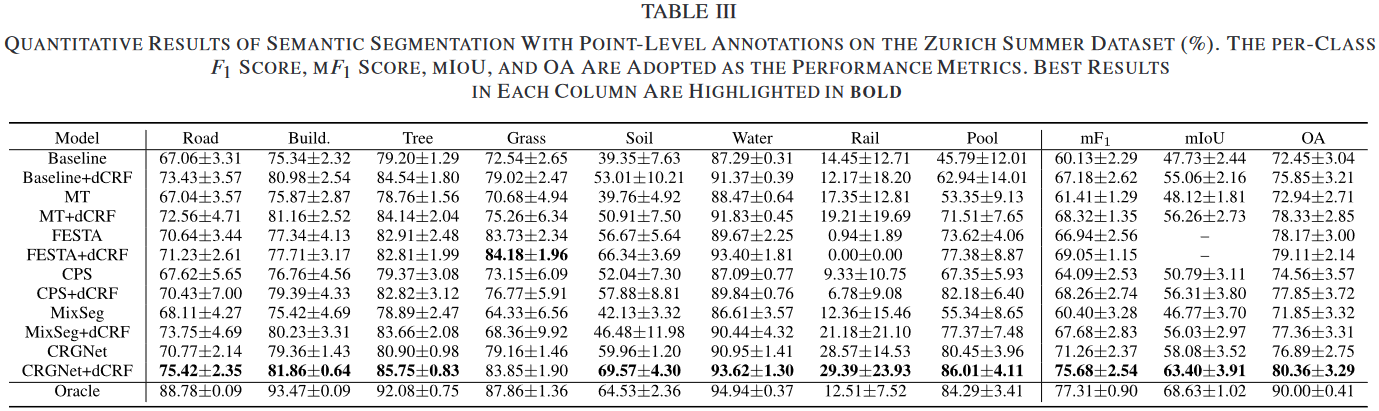 TABLE III
QUANTITATIVE RESULTS OF SEMANTIC SEGMENTATION WITH POINT-LEVEL ANNOTATIONS ON THE ZURICH SUMMER DATASET (%). THE PER-CLASS
F1 SCORE, MF1 SCORE, MIOU, AND OA ARE ADOPTED AS THE PERFORMANCE METRICS. BEST RESULTS
IN EACH COLUMN ARE HIGHLIGHTED IN BOLD
Model Road Build. Tree Grass Soil Water Rail Pool mF1 mIoU OA
Baseline 67.06±3.31 75.34±2.32 79.20±1.29 72.54±2.65 39.35±7.63 87.29±0.31 14.45±12.71 45.79±12.01 60.13±2.29 47.73±2.44 72.45±3.04
Baseline+dCRF 73.43±3.57 80.98±2.54 84.54±1.80 79.02±2.47 53.01±10.21 91.37±0.39 12.17±18.20 62.94±14.01 67.18±2.62 55.06±2.16 75.85±3.21
MT 67.04±3.57 75.87±2.87 78.76±1.56 70.68±4.94 39.76±4.92 88.47±0.64 17.35±12.81 53.35±9.13 61.41±1.29 48.12±1.81 72.94±2.71
MT+dCRF 72.56±4.71 81.16±2.52 84.14±2.04 75.26±6.34 50.91±7.50 91.83±0.45 19.21±19.69 71.51±7.65 68.32±1.35 56.26±2.73 78.33±2.85
FESTA 70.64±3.44 77.34±4.13 82.91±2.48 83.73±2.34 56.67±5.64 89.67±2.25 0.94±1.89 73.62±4.06 66.94±2.56 – 78.17±3.00
FESTA+dCRF 71.23±2.61 77.71±3.17 82.81±1.99 84.18±1.96 66.34±3.69 93.40±1.81 0.00±0.00 77.38±8.87 69.05±1.15 – 79.11±2.14
CPS 67.62±5.65 76.76±4.56 79.37±3.08 73.15±6.09 52.04±7.30 87.09±0.77 9.33±10.75 67.35±5.93 64.09±2.53 50.79±3.11 74.56±3.57
CPS+dCRF 70.43±7.00 79.39±4.33 82.82±3.12 76.77±5.91 57.88±8.81 89.84±0.76 6.78±9.08 82.18±6.40 68.26±2.74 56.31±3.80 77.85±3.72
MixSeg 68.11±4.27 75.42±4.69 78.89±2.47 64.33±6.56 42.13±3.32 86.61±3.57 12.36±15.46 55.34±8.65 60.40±3.28 46.77±3.70 71.85±3.32
MixSeg+dCRF 73.75±4.69 80.23±3.31 83.66±2.08 68.36±9.92 46.48±11.98 90.44±4.32 21.18±21.10 77.37±7.48 67.68±2.83 56.03±2.97 77.36±3.31
CRGNet 70.77±2.14 79.36±1.43 80.90±0.98 79.16±1.46 59.96±1.20 90.95±1.41 28.57±14.53 80.45±3.96 71.26±2.37 58.08±3.52 76.89±2.75
CRGNet+dCRF 75.42±2.35 81.86±0.64 85.75±0.83 83.85±1.90 69.57±4.30 93.62±1.30 29.39±23.93 86.01±4.11 75.68±2.54 63.40±3.91 80.36±3.29
Oracle 88.78±0.09 93.47±0.09 92.08±0.75 87.86±1.36 64.53±2.36 94.94±0.37 12.51±7.52 84.29±3.41 77.31±0.90 68.63±1.02 90.00±0.41